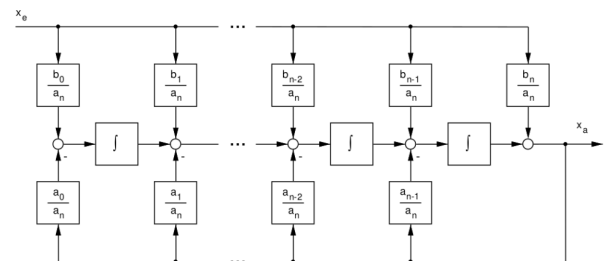 x_e
...
b_0/a_n b_1/a_n b_{n-2}/a_n b_{n-1}/a_n b_n/a_n
x_a
∫ ... ∫ ∫
- - - -
a_0/a_n a_1/a_n a_{n-2}/a_n a_{n-1}/a_n
...